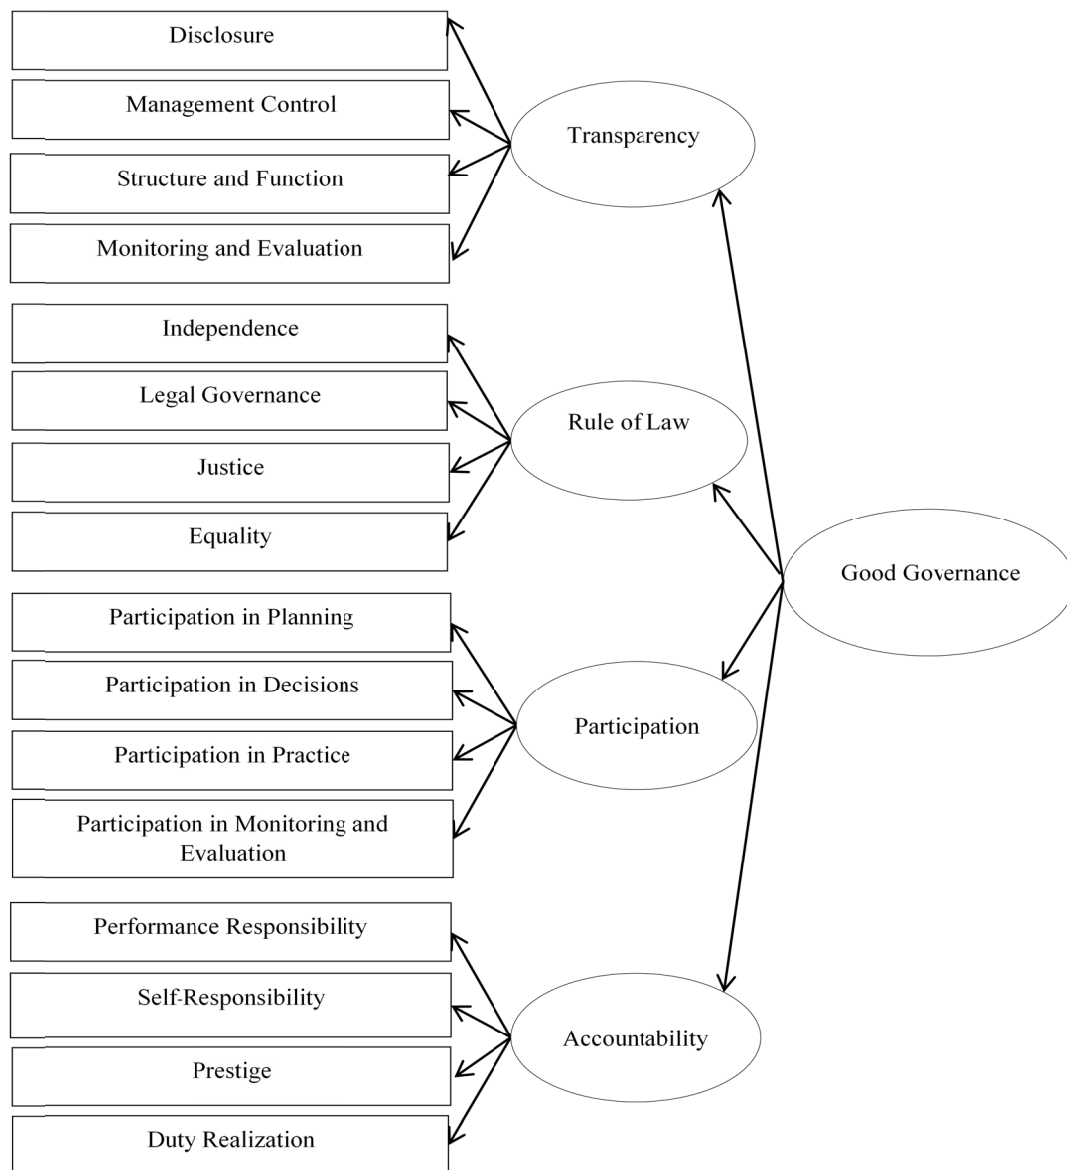 Disclosure
Management Control
Structure and Function
Monitoring and Evaluation
Transparency
Independence
Legal Governance
Justice
Equality
Rule of Law
Good Governance
Participation in Planning
Participation in Decisions
Participation in Practice
Participation in Monitoring and
Evaluation
Participation
Performance Responsibility
Self-Responsibility
Prestige
Duty Realization
Accountability